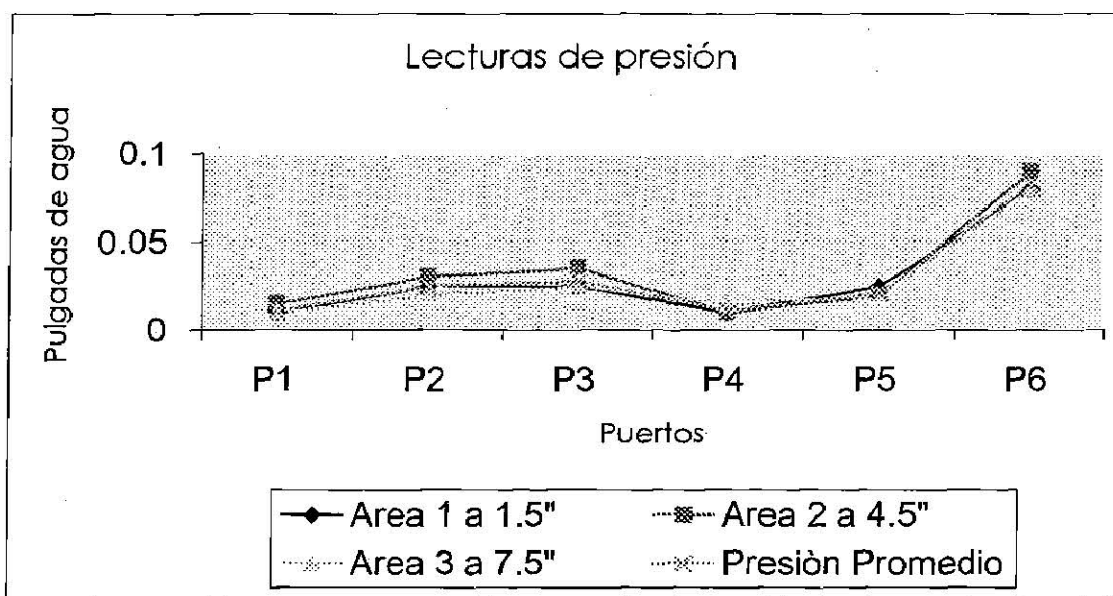 Lecturas de presión
Pulgadas de agua
0.1
0.05
0
P1 P2 P3 P4 P5 P6
Puertos
Area 1 a 1.5" Area 2 a 4.5"
Area 3 a 7.5" Presiòn Promedio